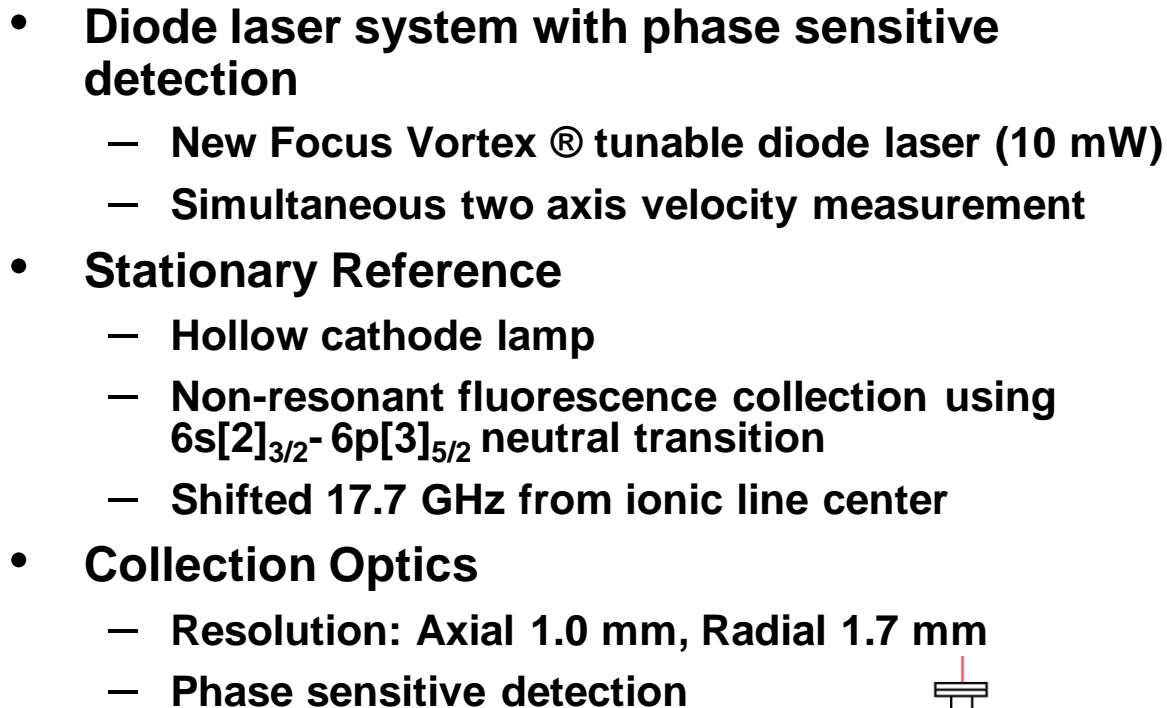 • Diode laser system with phase sensitive
detection
– New Focus Vortex ® tunable diode laser (10 mW)
– Simultaneous two axis velocity measurement
• Stationary Reference
– Hollow cathode lamp
– Non-resonant fluorescence collection using
6s[2]3/2- 6p[3]5/2 neutral transition
– Shifted 17.7 GHz from ionic line center
• Collection Optics
– Resolution: Axial 1.0 mm, Radial 1.7 mm
– Phase sensitive detection